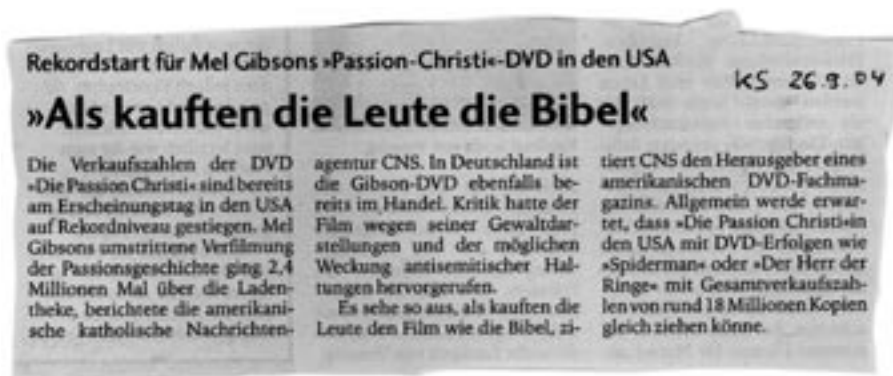 Rekordstart für Mel Gibsons »Passion-Christi«-DVD in den USA
KS 26.9.04
»Als kauften die Leute die Bibel«
Die Verkaufszahlen der DVD
»Die Passion Christi« sind bereits
am Erscheinungstag in den USA
auf Rekordniveau gestiegen. Mel
Gibsons umstrittene Verfilmung
der Passionsgeschichte ging 2,4
Millionen Mal über die Laden-
theke, berichtete die amerikani-
sche katholische Nachrichten-
agentur CNS. In Deutschland ist
die Gibson-DVD ebenfalls be-
reits im Handel. Kritik hatte der
Film wegen seiner Gewaltdar-
stellungen und der möglichen
Weckung antisemitischer Hal-
tungen hervorgerufen.
Es sehe so aus, als kauften die
Leute den Film wie die Bibel, zi-
tiert CNS den Herausgeber eines
amerikanischen DVD-Fachma-
gazins. Allgemein werde erwar-
tet, dass »Die Passion Christi«in
den USA mit DVD-Erfolgen wie
»Spiderman« oder »Der Herr der
Ringe« mit Gesamtverkaufszah-
len von rund 18 Millionen Kopien
gleich ziehen könne.